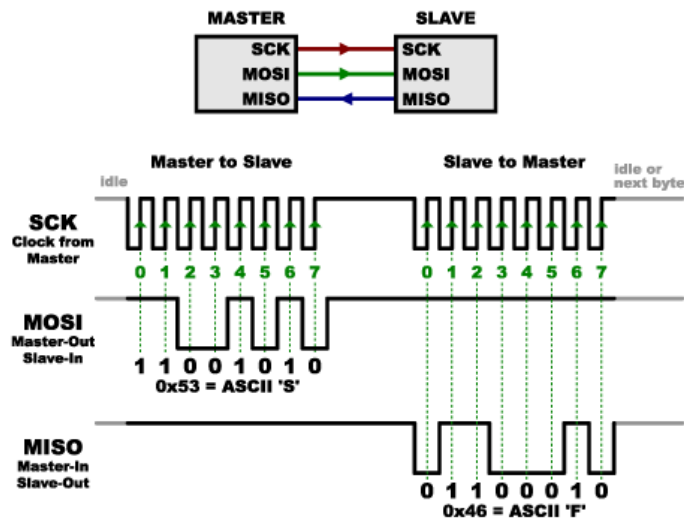 MASTER SLAVE
SCK SCK
MOSI MOSI
MISO MISO
Master to Slave Slave to Master
idle idle or
next byte
SCK
Clock from
Master
0 1 2 3 4 5 6 7 0 1 2 3 4 5 6 7
MOSI
Master-Out
Slave-In
1 1 0 0 1 0 1 0
0x53 = ASCII 'S'
MISO
Master-In
Slave-Out
0 1 1 0 0 0 1 0
0x46 = ASCII 'F'